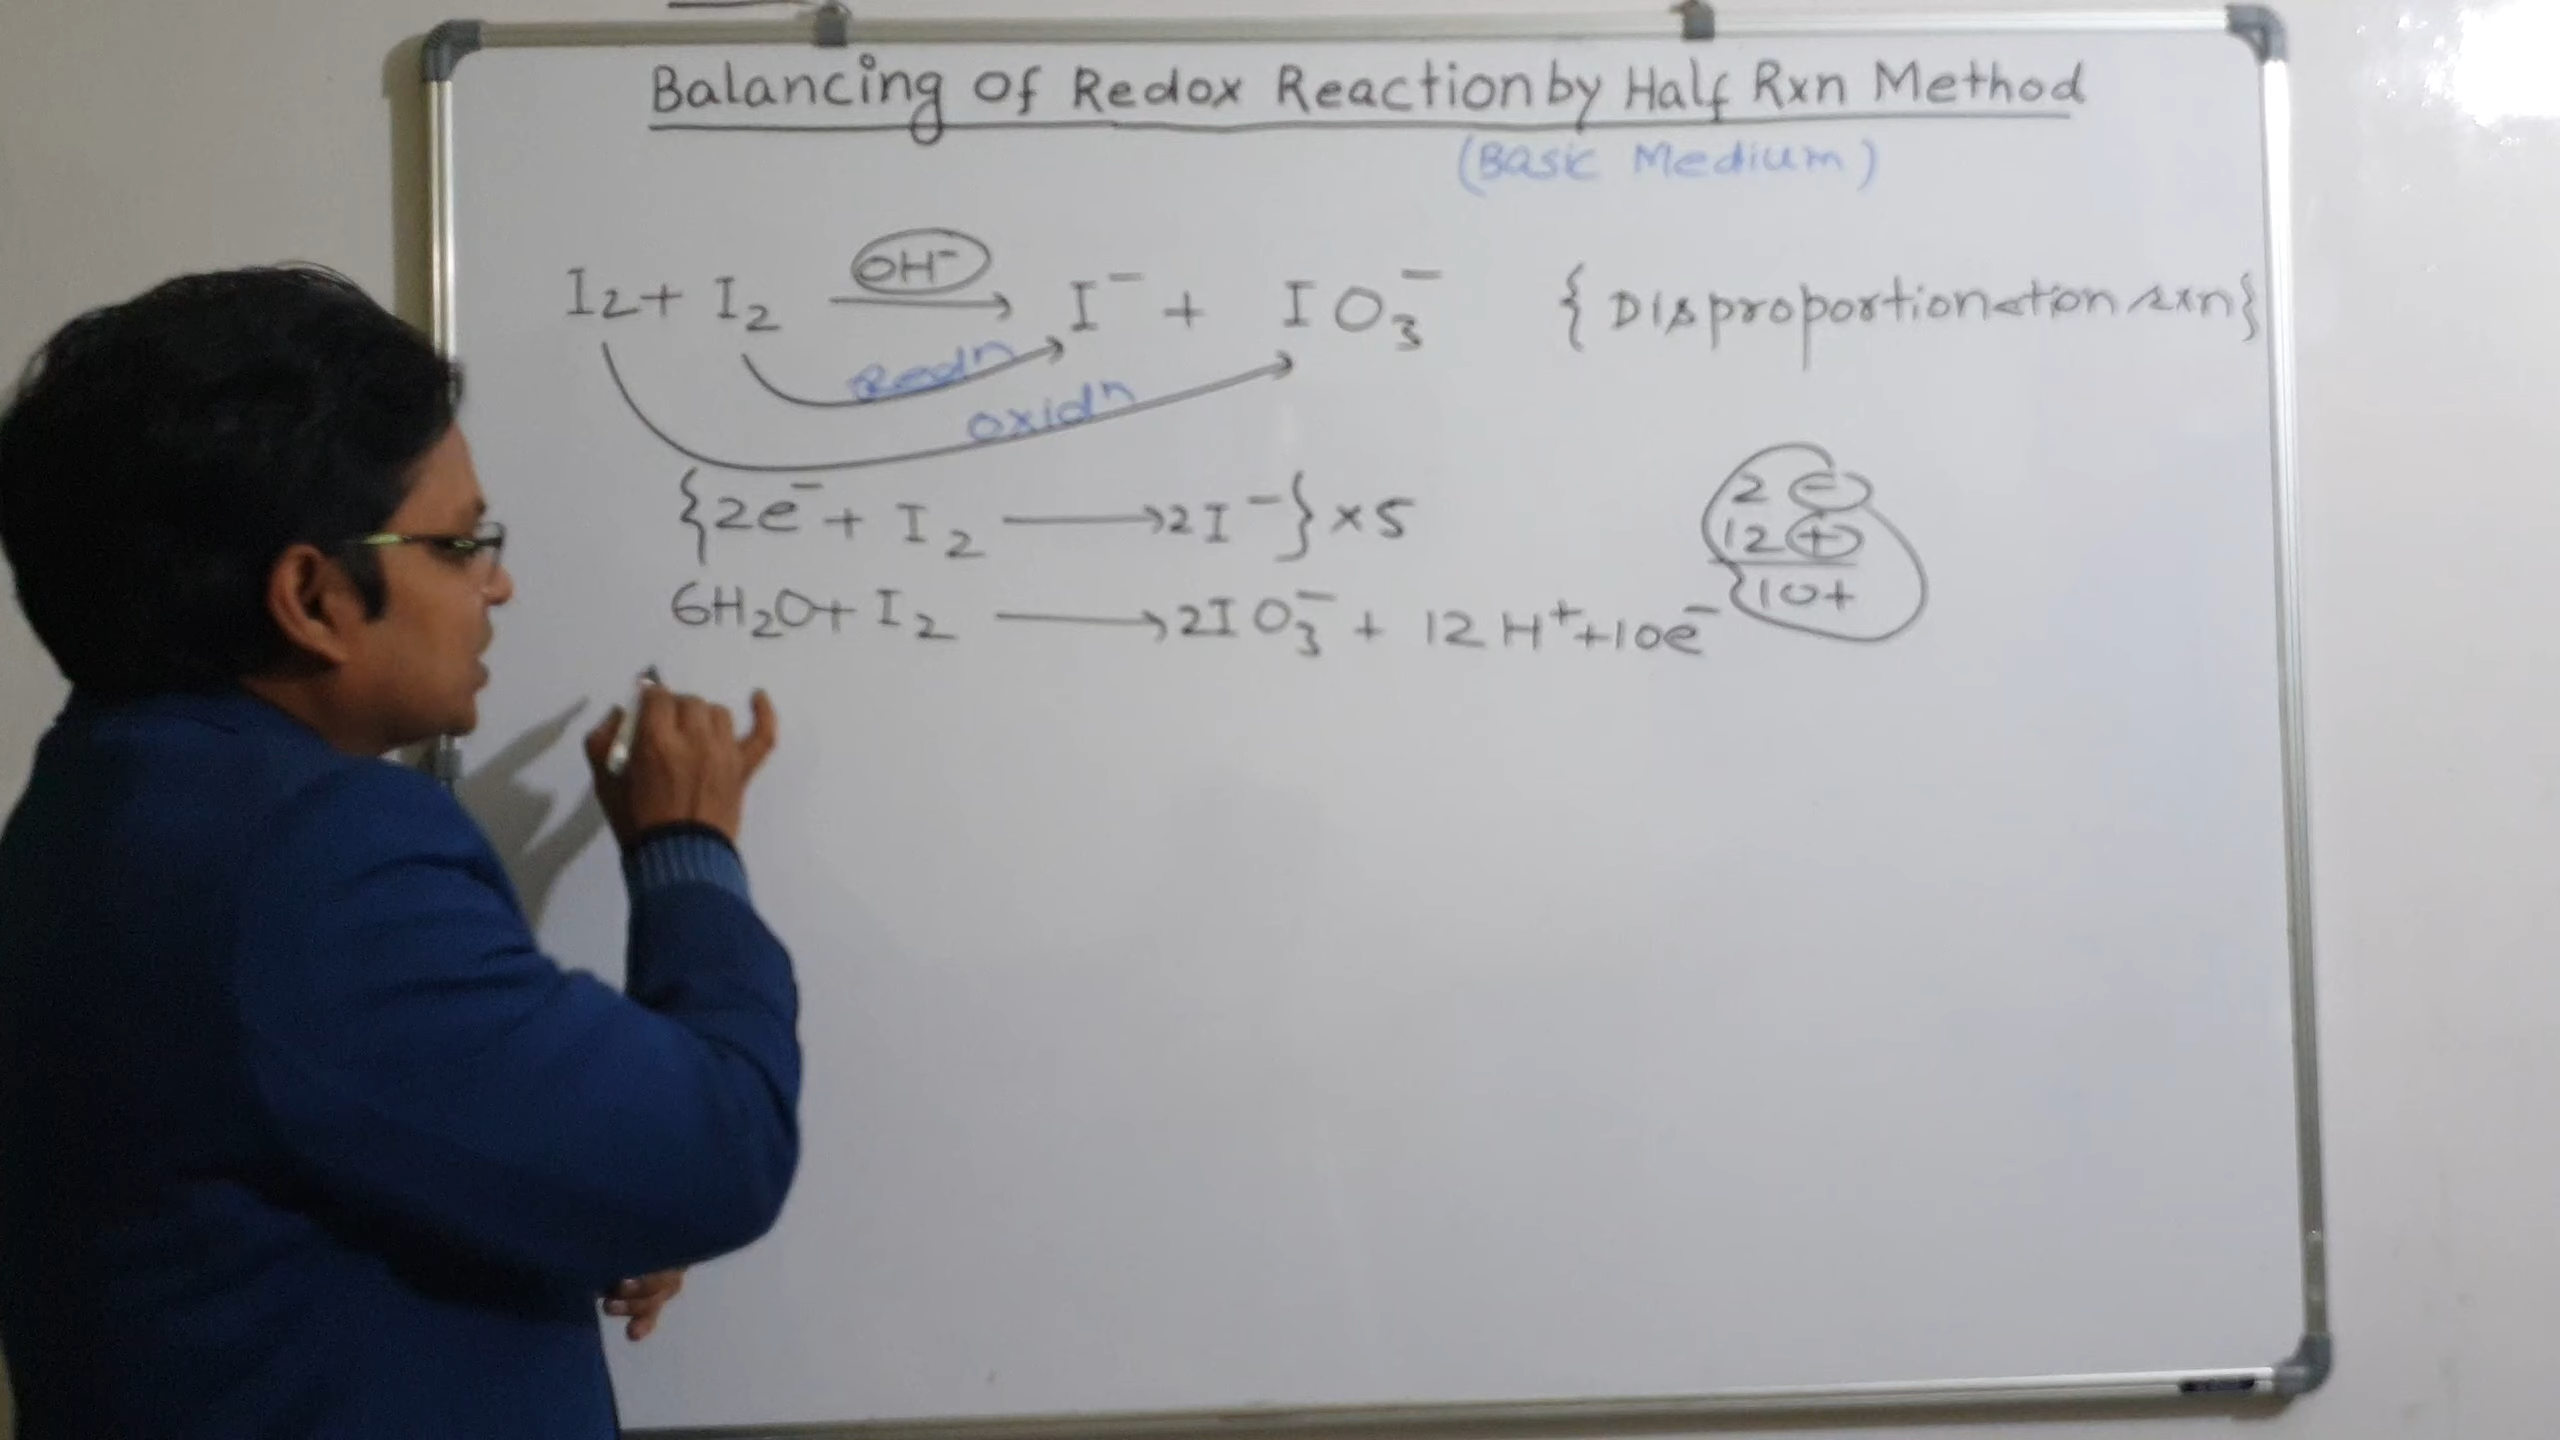 Balancing of Redox Reaction by Half Rxn Method
(Basic Medium)
I₂ + I₂ —OH⁻→ I⁻ + IO₃⁻ {Disproportionation rxn}
Redⁿ
oxidⁿ
{2e⁻ + I₂ ⟶ 2I⁻} × 5
2 −
12 +
10+
6H₂O + I₂ ⟶ 2IO₃⁻ + 12H⁺ + 10e⁻